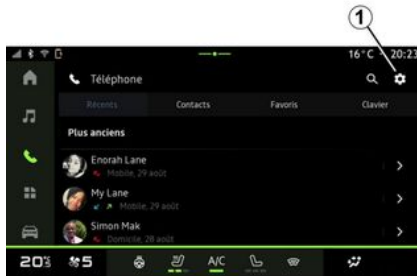 1
16°C - 20:23
Téléphone
Récents Contacts Favoris Clavier
Plus anciens
Enorah Lane
Mobile, 29 août
My Lane
Mobile, 29 août
Simon Mak
Domicile, 28 août
20°5 5 A/C